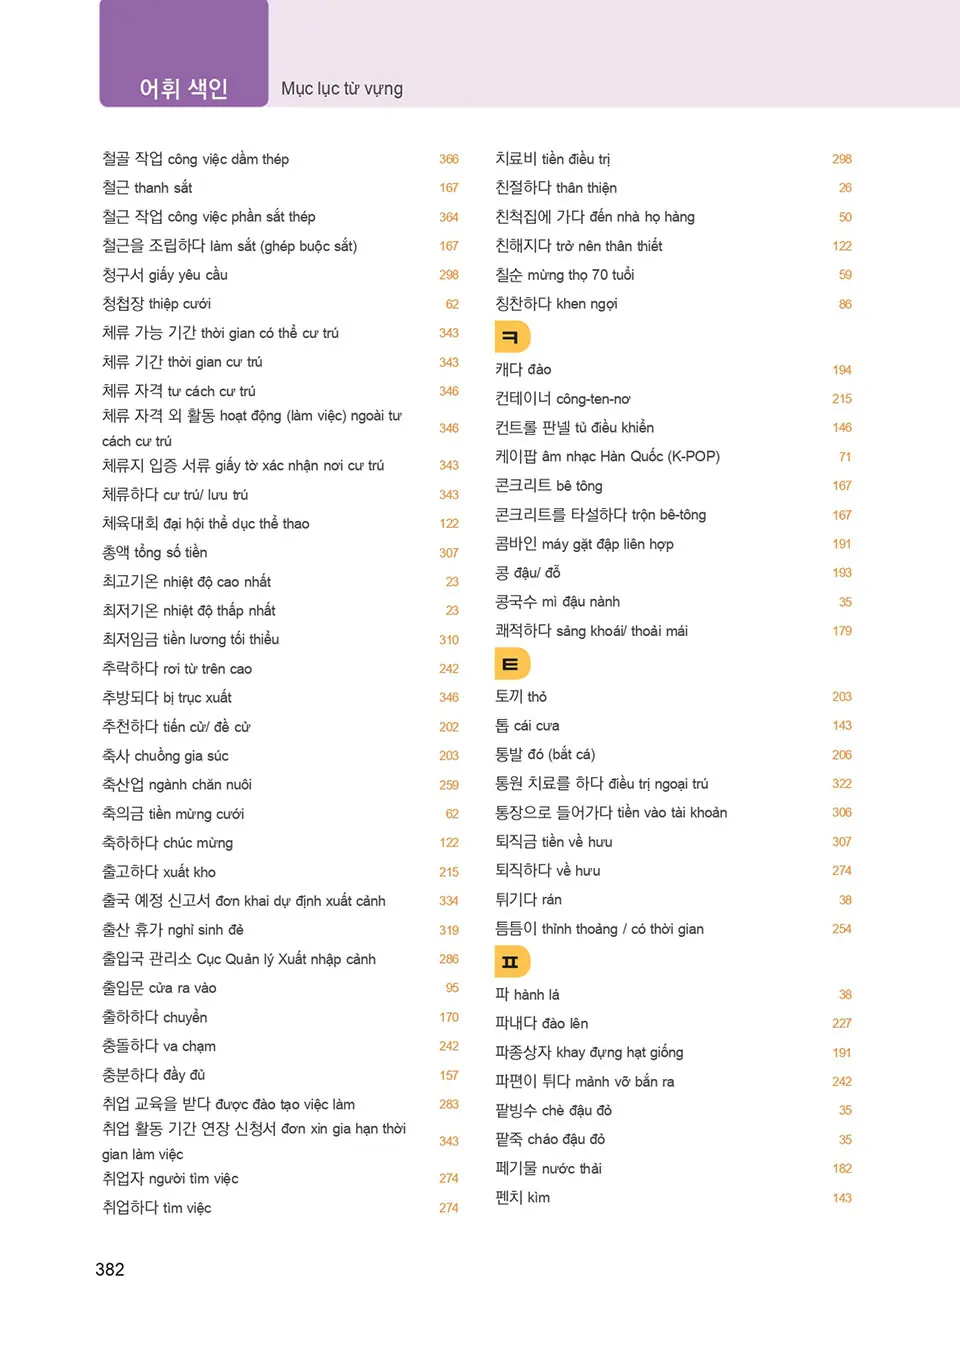 어휘 색인 Mục lục từ vựng
철골 작업 công việc dầm thép 366
철근 thanh sắt 167
철근 작업 công việc phần sắt thép 364
철근을 조립하다 làm sắt (ghép buộc sắt) 167
청구서 giấy yêu cầu 298
청첩장 thiệp cưới 62
체류 가능 기간 thời gian có thể cư trú 343
체류 기간 thời gian cư trú 343
체류 자격 tư cách cư trú 346
체류 자격 외 활동 hoạt động (làm việc) ngoài tư
cách cư trú 346
체류지 입증 서류 giấy tờ xác nhận nơi cư trú 343
체류하다 cư trú/ lưu trú 343
체육대회 đại hội thể dục thể thao 122
총액 tổng số tiền 307
최고기온 nhiệt độ cao nhất 23
최저기온 nhiệt độ thấp nhất 23
최저임금 tiền lương tối thiểu 310
추락하다 rơi từ trên cao 242
추방되다 bị trục xuất 346
추천하다 tiến cử/ đề cử 202
축사 chuồng gia súc 203
축산업 ngành chăn nuôi 259
축의금 tiền mừng cưới 62
축하하다 chúc mừng 122
출고하다 xuất kho 215
출국 예정 신고서 đơn khai dự định xuất cảnh 334
출산 휴가 nghỉ sinh đẻ 319
출입국 관리소 Cục Quản lý Xuất nhập cảnh 286
출입문 cửa ra vào 95
출하하다 chuyển 170
충돌하다 va chạm 242
충분하다 đầy đủ 157
취업 교육을 받다 được đào tạo việc làm 283
취업 활동 기간 연장 신청서 đơn xin gia hạn thời
gian làm việc 343
취업자 người tìm việc 274
취업하다 tìm việc 274
치료비 tiền điều trị 298
친절하다 thân thiện 26
친척집에 가다 đến nhà họ hàng 50
친해지다 trở nên thân thiết 122
칠순 mừng thọ 70 tuổi 59
칭찬하다 khen ngợi 86
ㅋ
캐다 đào 194
컨테이너 công-ten-nơ 215
컨트롤 판넬 tủ điều khiển 146
케이팝 âm nhạc Hàn Quốc (K-POP) 71
콘크리트 bê tông 167
콘크리트를 타설하다 trộn bê-tông 167
콤바인 máy gặt đập liên hợp 191
콩 đậu/ đỗ 193
콩국수 mì đậu nành 35
쾌적하다 sảng khoái/ thoải mái 179
ㅌ
토끼 thỏ 203
톱 cái cưa 143
통발 đó (bắt cá) 206
통원 치료를 하다 điều trị ngoại trú 322
통장으로 들어가다 tiền vào tài khoản 306
퇴직금 tiền về hưu 307
퇴직하다 về hưu 274
튀기다 rán 38
틈틈이 thỉnh thoảng / có thời gian 254
ㅍ
파 hành lá 38
파내다 đào lên 227
파종상자 khay đựng hạt giống 191
파편이 튀다 mảnh vỡ bắn ra 242
팥빙수 chè đậu đỏ 35
팥죽 cháo đậu đỏ 35
페기물 nước thải 182
펜치 kìm 143
382